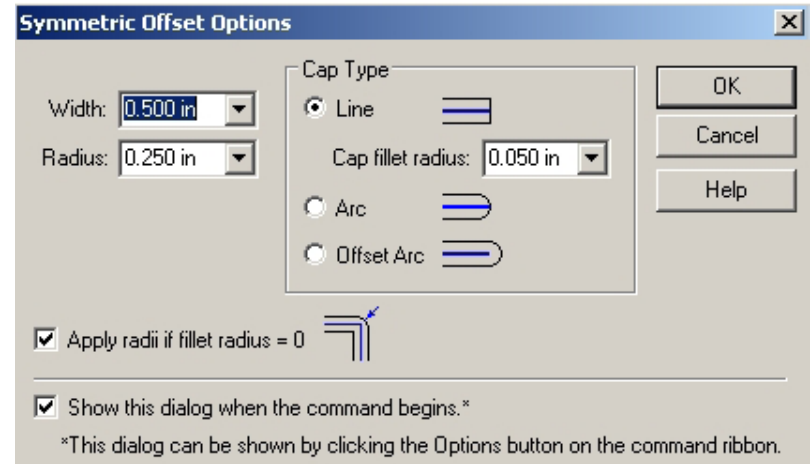 Symmetric Offset Options
Width: 0.500 in
Radius: 0.250 in
Cap Type
Line
Cap fillet radius: 0.050 in
Arc
Offset Arc
OK
Cancel
Help
Apply radii if fillet radius = 0
Show this dialog when the command begins.*
*This dialog can be shown by clicking the Options button on the command ribbon.